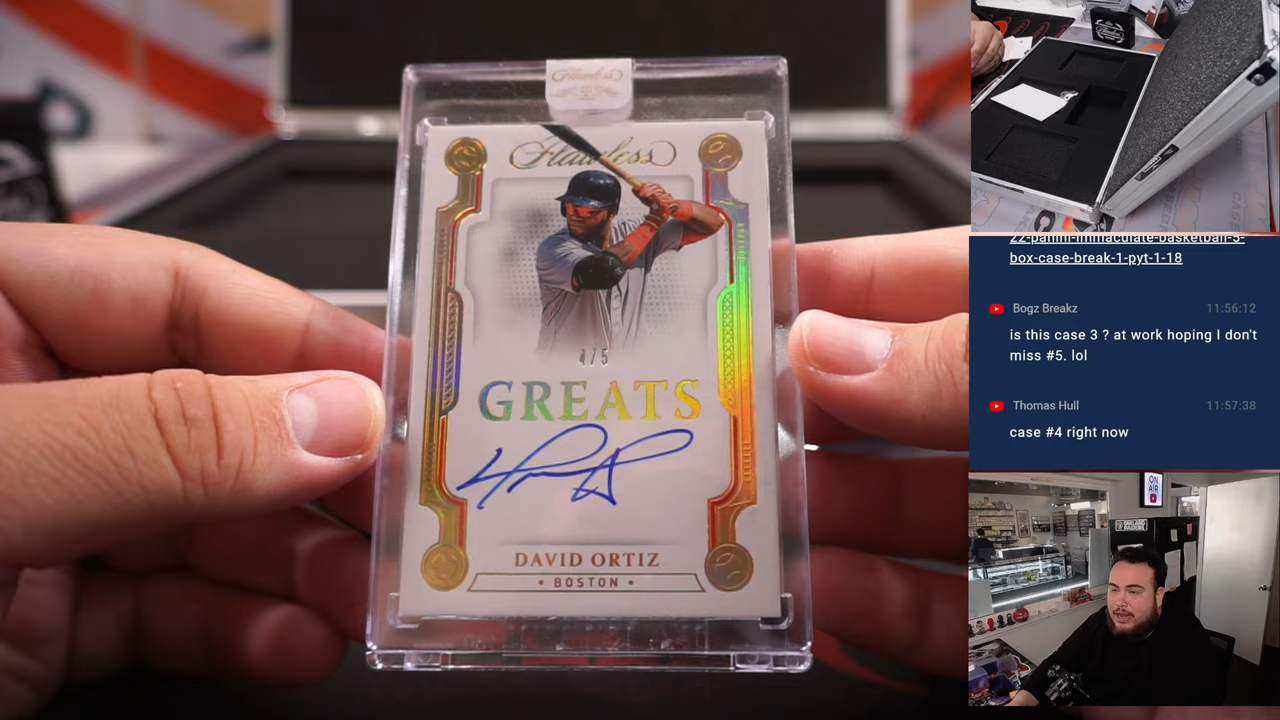 Flawless
Flawless
4/5
GREATS
DAVID ORTIZ
• BOSTON •
22-panini-immaculate-basketball-5-
box-case-break-1-pyt-1-18
Bogz Breakz 11:56:12
is this case 3 ? at work hoping I don't
miss #5. lol
Thomas Hull 11:57:38
case #4 right now
ON
AIR